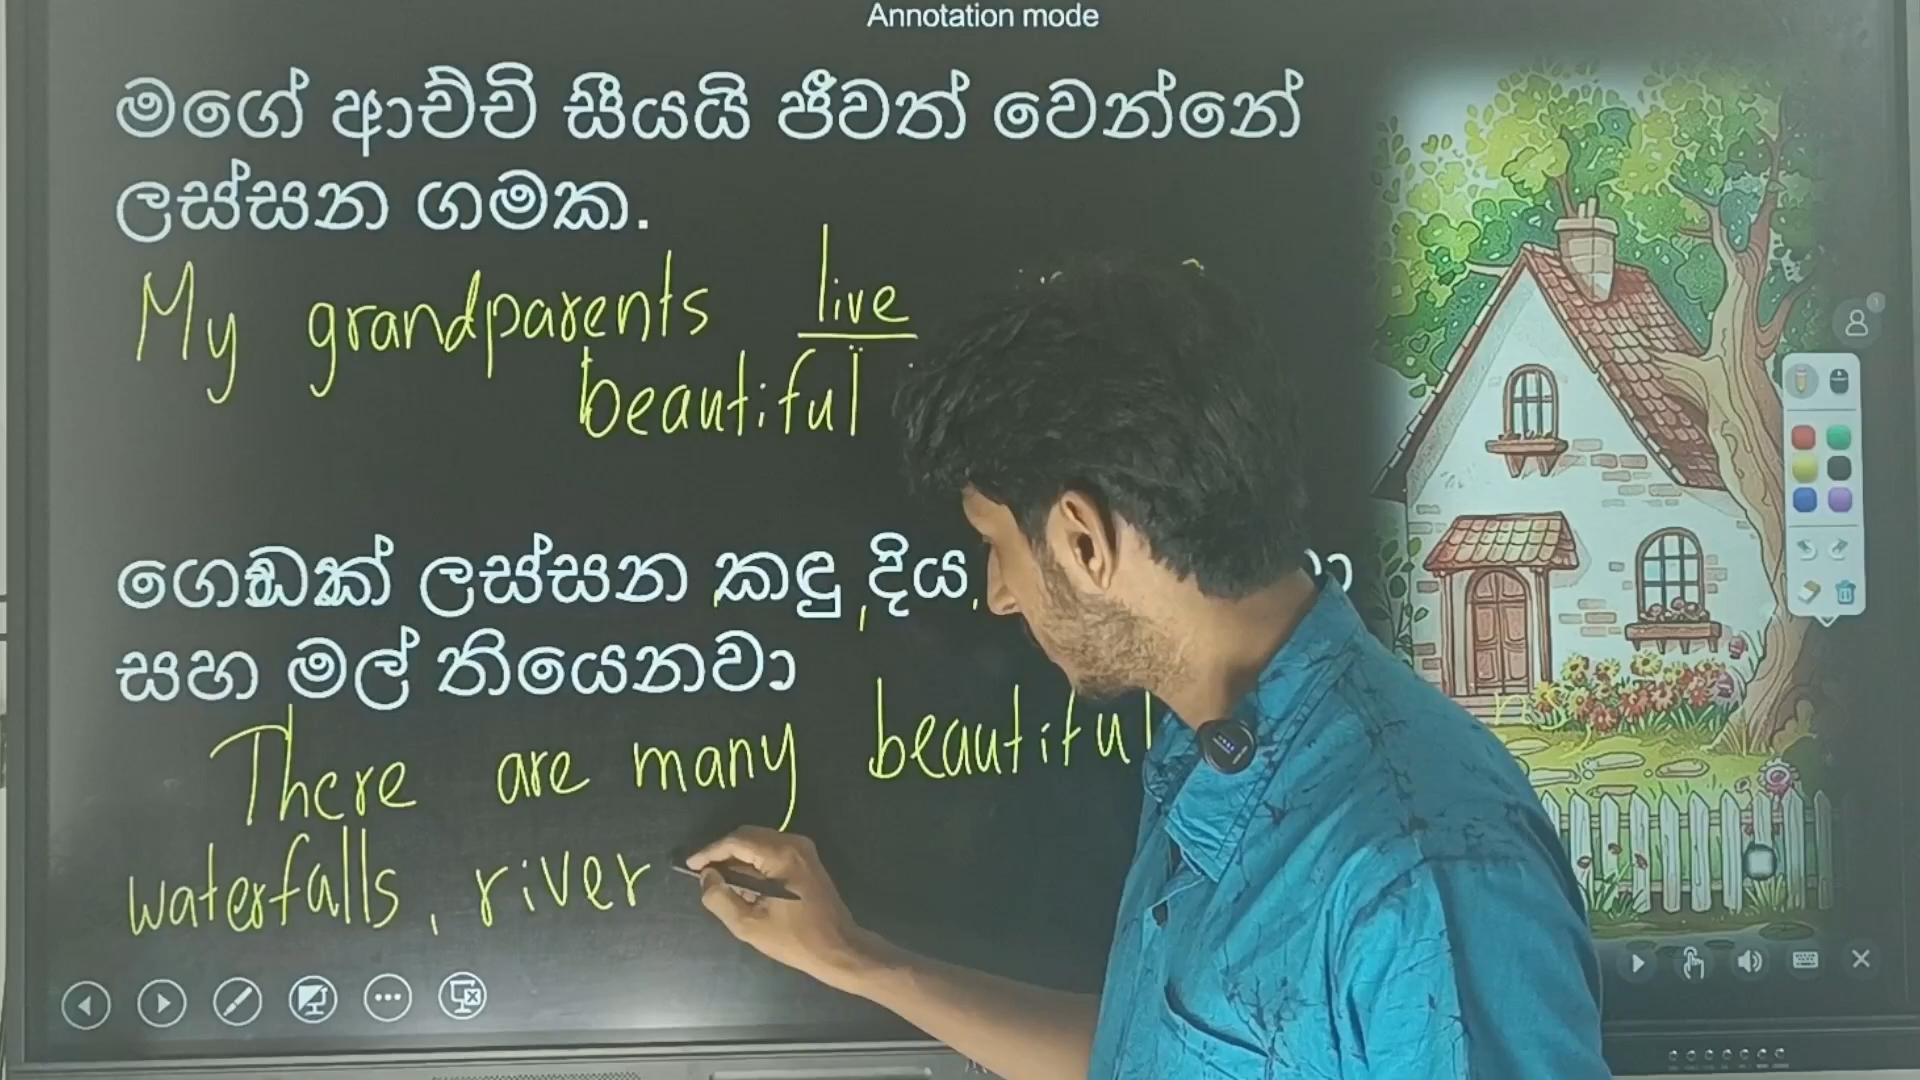 Annotation mode
මගේ ආච්චි සීයයි ජීවත් වෙන්නේ
ලස්සන ගමක.
My grandparents live
beautiful
ගොඩක් ලස්සන කඳු දිය
සහ මල් තියෙනවා
There are many beautiful
waterfalls, river